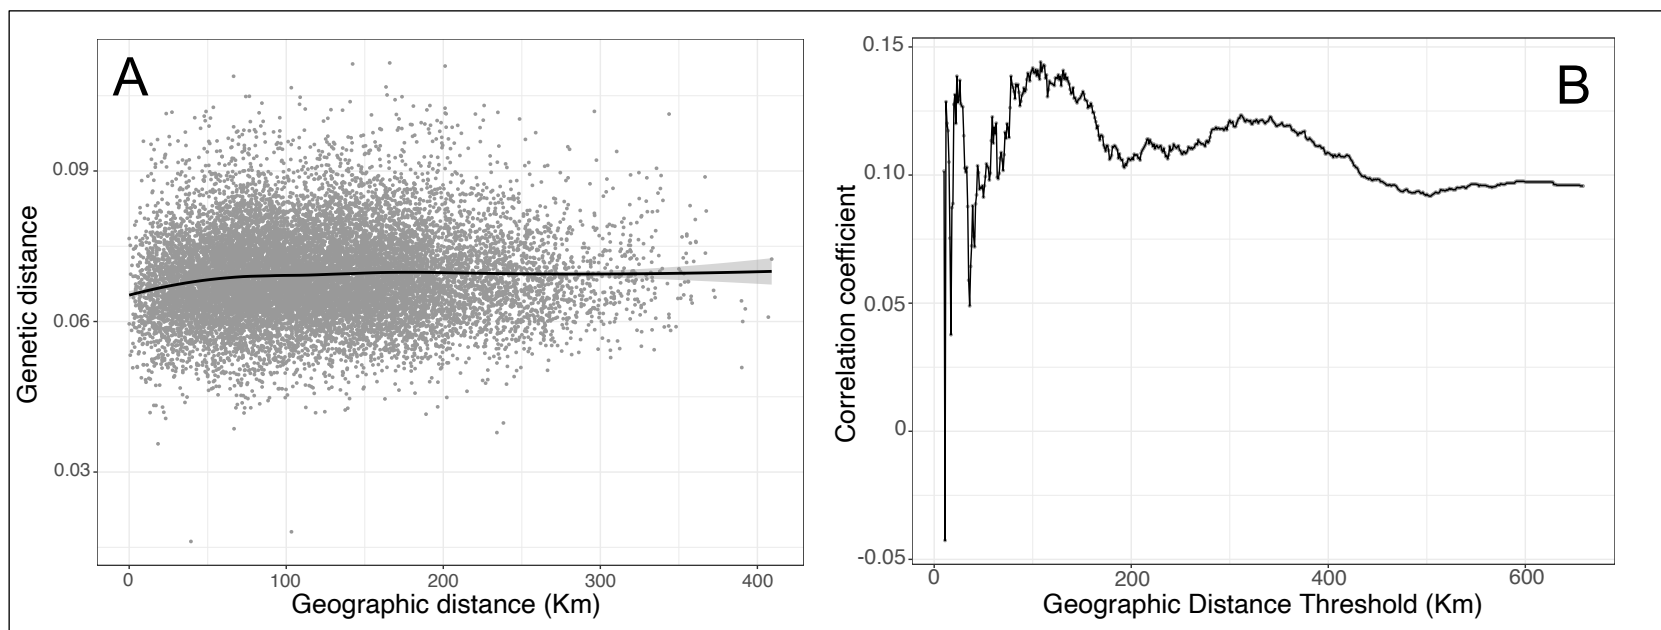 A
0.09
0.06
0.03
Genetic distance
0
100
200
300
400
Geographic distance (Km)
B
0.15
0.10
0.05
0
-0.05
Correlation coefficient
0
200
400
600
Geographic Distance Threshold (Km)